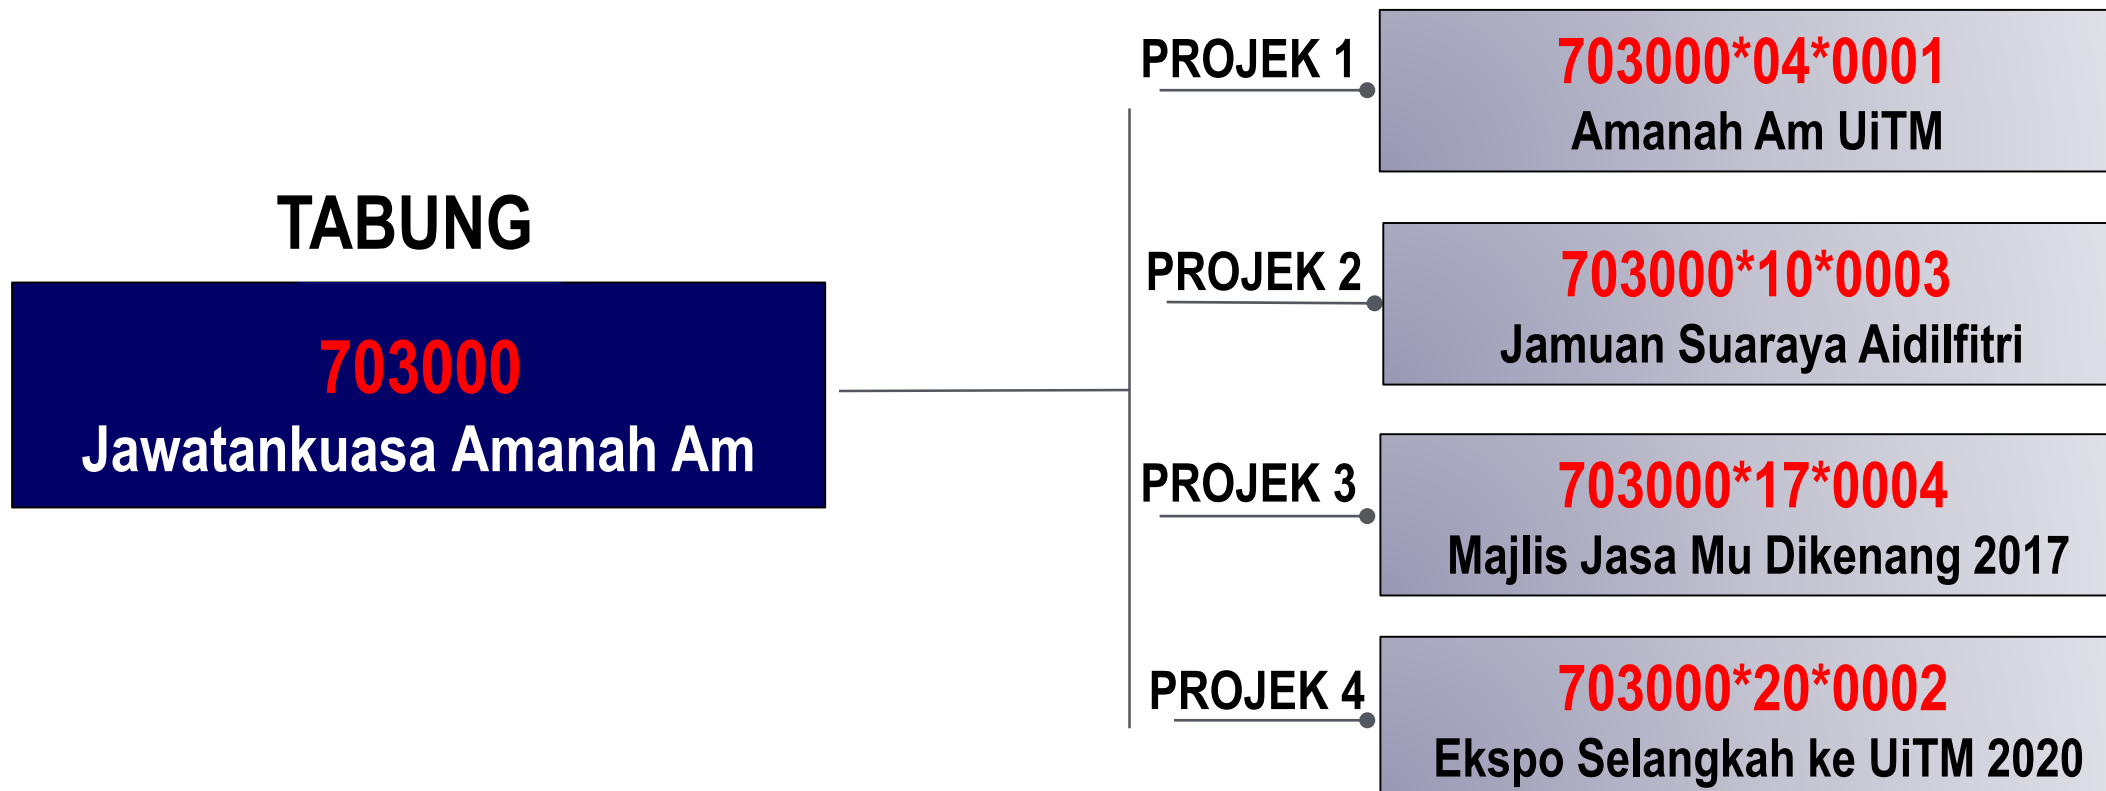 TABUNG
703000
Jawatankuasa Amanah Am
PROJEK 1
703000*04*0001
Amanah Am UiTM
PROJEK 2
703000*10*0003
Jamuan Suaraya Aidilfitri
PROJEK 3
703000*17*0004
Majlis Jasa Mu Dikenang 2017
PROJEK 4
703000*20*0002
Ekspo Selangkah ke UiTM 2020